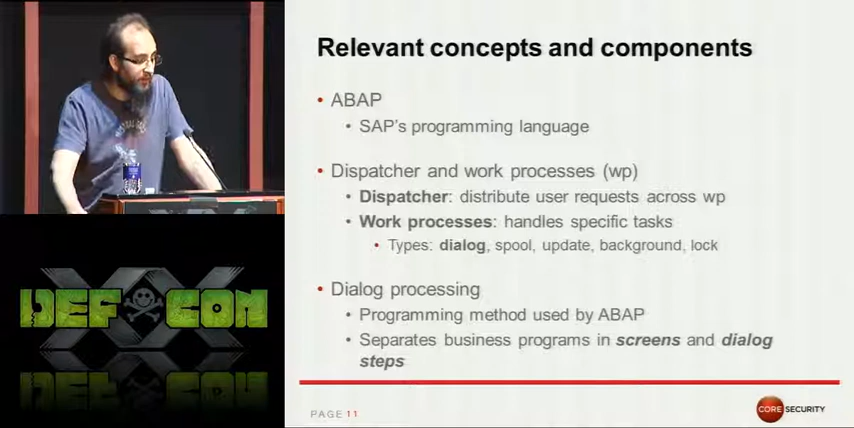 Relevant concepts and components
• ABAP
• SAP's programming language
• Dispatcher and work processes (wp)
• Dispatcher: distribute user requests across wp
• Work processes: handles specific tasks
• Types: dialog, spool, update, background, lock
• Dialog processing
• Programming method used by ABAP
• Separates business programs in screens and dialog
steps
PAGE 11
CORE SECURITY
DEF CON
XX